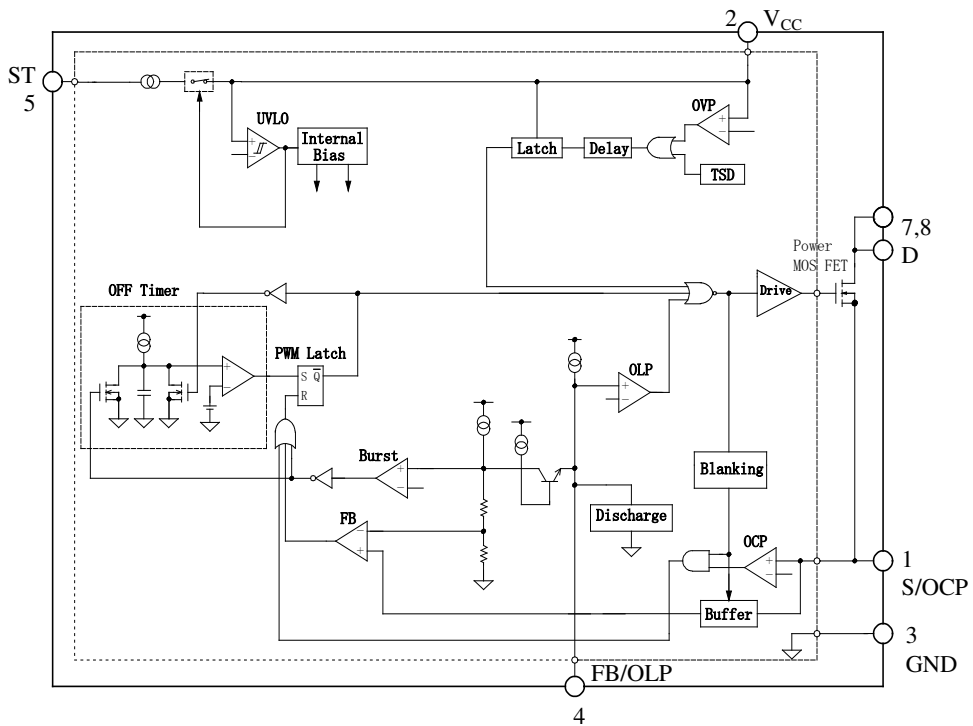 2 VCC
ST
5
OVP
UVLO
Internal
Bias
Latch
Delay
TSD
7,8
D
Power
MOS FET
Drive
OFF Timer
PWM Latch
S Q̅
R
OLP
Burst
Blanking
FB
Discharge
OCP
1
S/OCP
Buffer
3
GND
FB/OLP
4